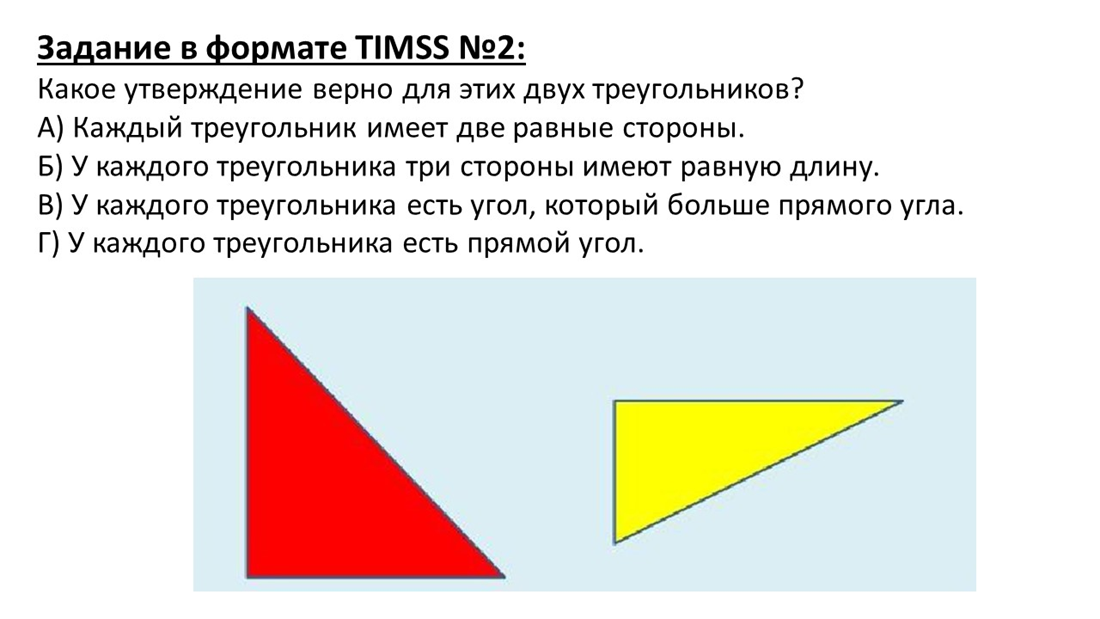 Задание в формате TIMSS №2:
Какое утверждение верно для этих двух треугольников?
А) Каждый треугольник имеет две равные стороны.
Б) У каждого треугольника три стороны имеют равную длину.
В) У каждого треугольника есть угол, который больше прямого угла.
Г) У каждого треугольника есть прямой угол.